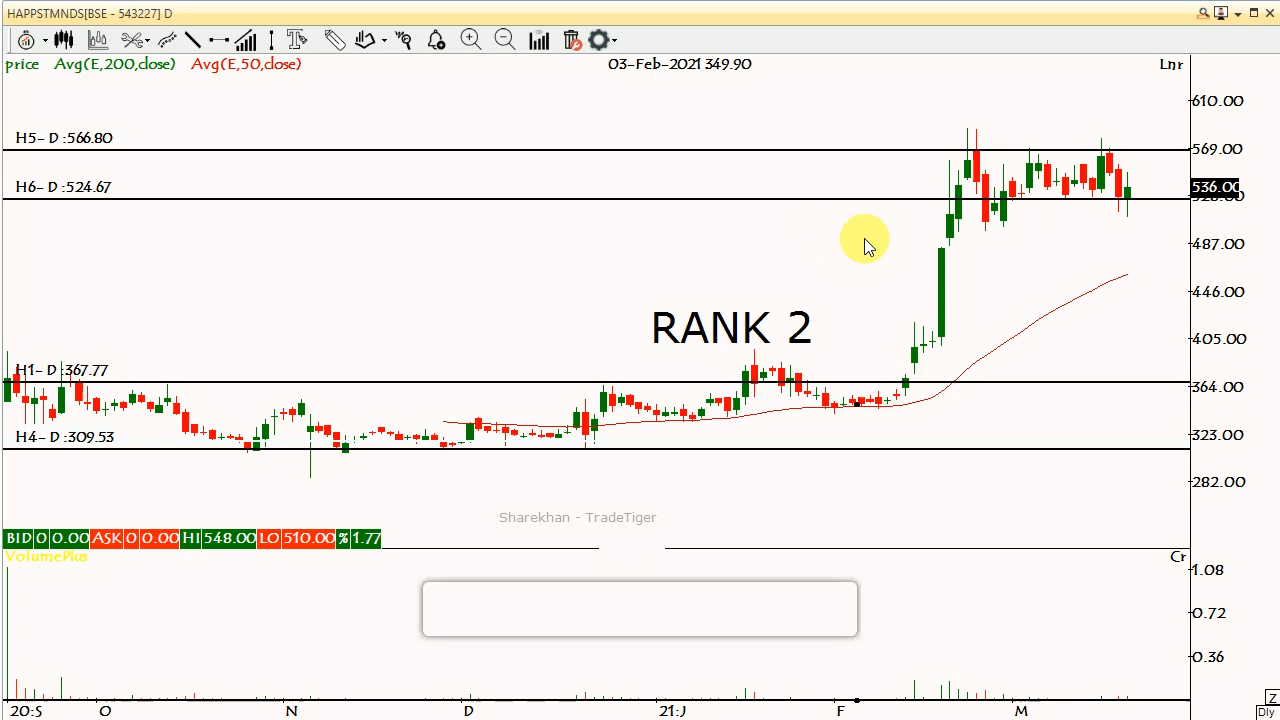 HAPPSTMNDS[BSE - 543227] D
price Avg(E,200,close) Avg(E,50,close) 03-Feb-2021 349.90 Lnr
610.00
H5- D :566.80
569.00
H6- D :524.67
536.00
487.00
446.00
RANK 2
405.00
H1- D :367.77
364.00
H4- D :309.53
323.00
282.00
Sharekhan - TradeTiger
BID 0 0.00 ASK 0 0.00 HI 548.00 LO 510.00 % 1.77
VolumePlus Cr
1.08
0.72
0.36
Z
20:S O N D 21:J F M Dly